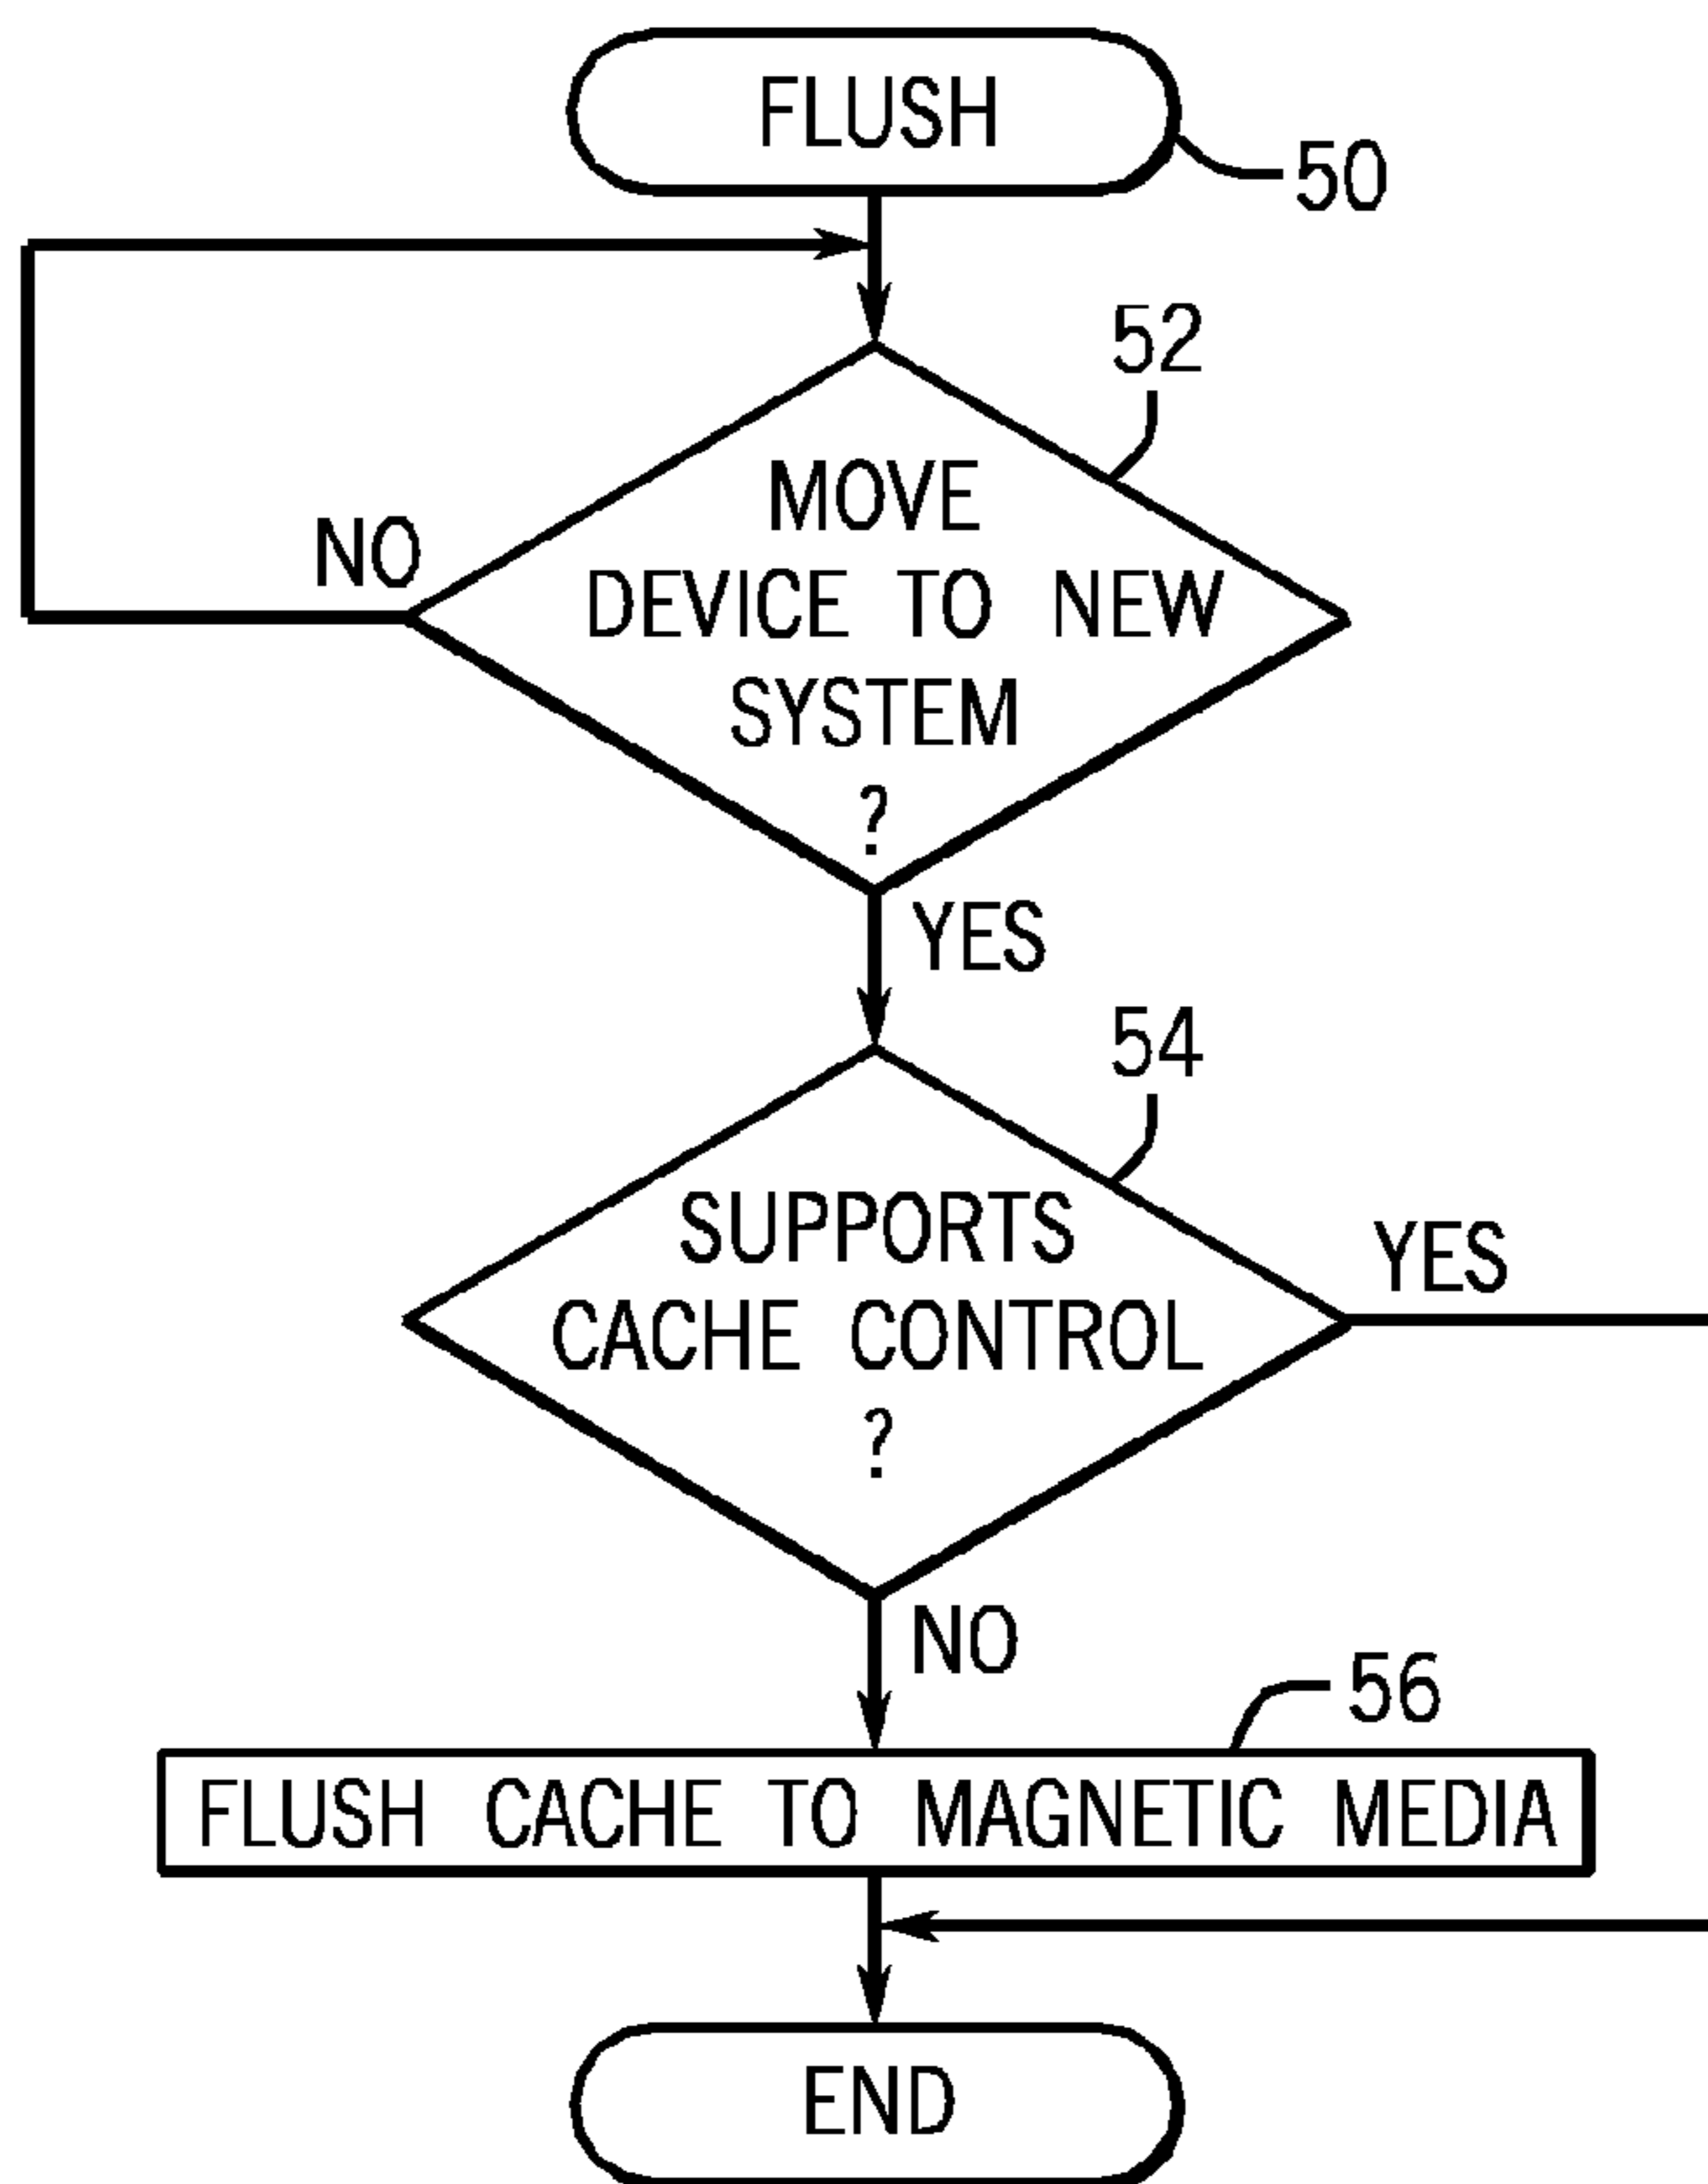 FLUSH
50
52
MOVE
DEVICE TO NEW
SYSTEM
?
NO
YES
54
SUPPORTS
CACHE CONTROL
?
YES
NO
56
FLUSH CACHE TO MAGNETIC MEDIA
END